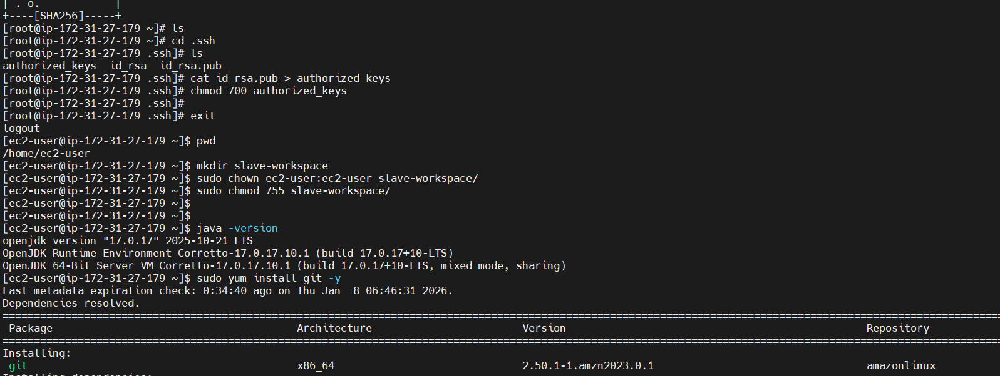 | . o.            |
+----[SHA256]-----+
[root@ip-172-31-27-179 ~]# ls
[root@ip-172-31-27-179 ~]# cd .ssh
[root@ip-172-31-27-179 .ssh]# ls
authorized_keys  id_rsa  id_rsa.pub
[root@ip-172-31-27-179 .ssh]# cat id_rsa.pub > authorized_keys
[root@ip-172-31-27-179 .ssh]# chmod 700 authorized_keys
[root@ip-172-31-27-179 .ssh]#
[root@ip-172-31-27-179 .ssh]# exit
logout
[ec2-user@ip-172-31-27-179 ~]$ pwd
/home/ec2-user
[ec2-user@ip-172-31-27-179 ~]$ mkdir slave-workspace
[ec2-user@ip-172-31-27-179 ~]$ sudo chown ec2-user:ec2-user slave-workspace/
[ec2-user@ip-172-31-27-179 ~]$ sudo chmod 755 slave-workspace/
[ec2-user@ip-172-31-27-179 ~]$
[ec2-user@ip-172-31-27-179 ~]$
[ec2-user@ip-172-31-27-179 ~]$ java -version
openjdk version "17.0.17" 2025-10-21 LTS
OpenJDK Runtime Environment Corretto-17.0.17.10.1 (build 17.0.17+10-LTS)
OpenJDK 64-Bit Server VM Corretto-17.0.17.10.1 (build 17.0.17+10-LTS, mixed mode, sharing)
[ec2-user@ip-172-31-27-179 ~]$ sudo yum install git -y
Last metadata expiration check: 0:34:40 ago on Thu Jan  8 06:46:31 2026.
Dependencies resolved.
Package Architecture Version Repository
Installing:
git x86_64 2.50.1-1.amzn2023.0.1 amazonlinux
Installing dependencies: